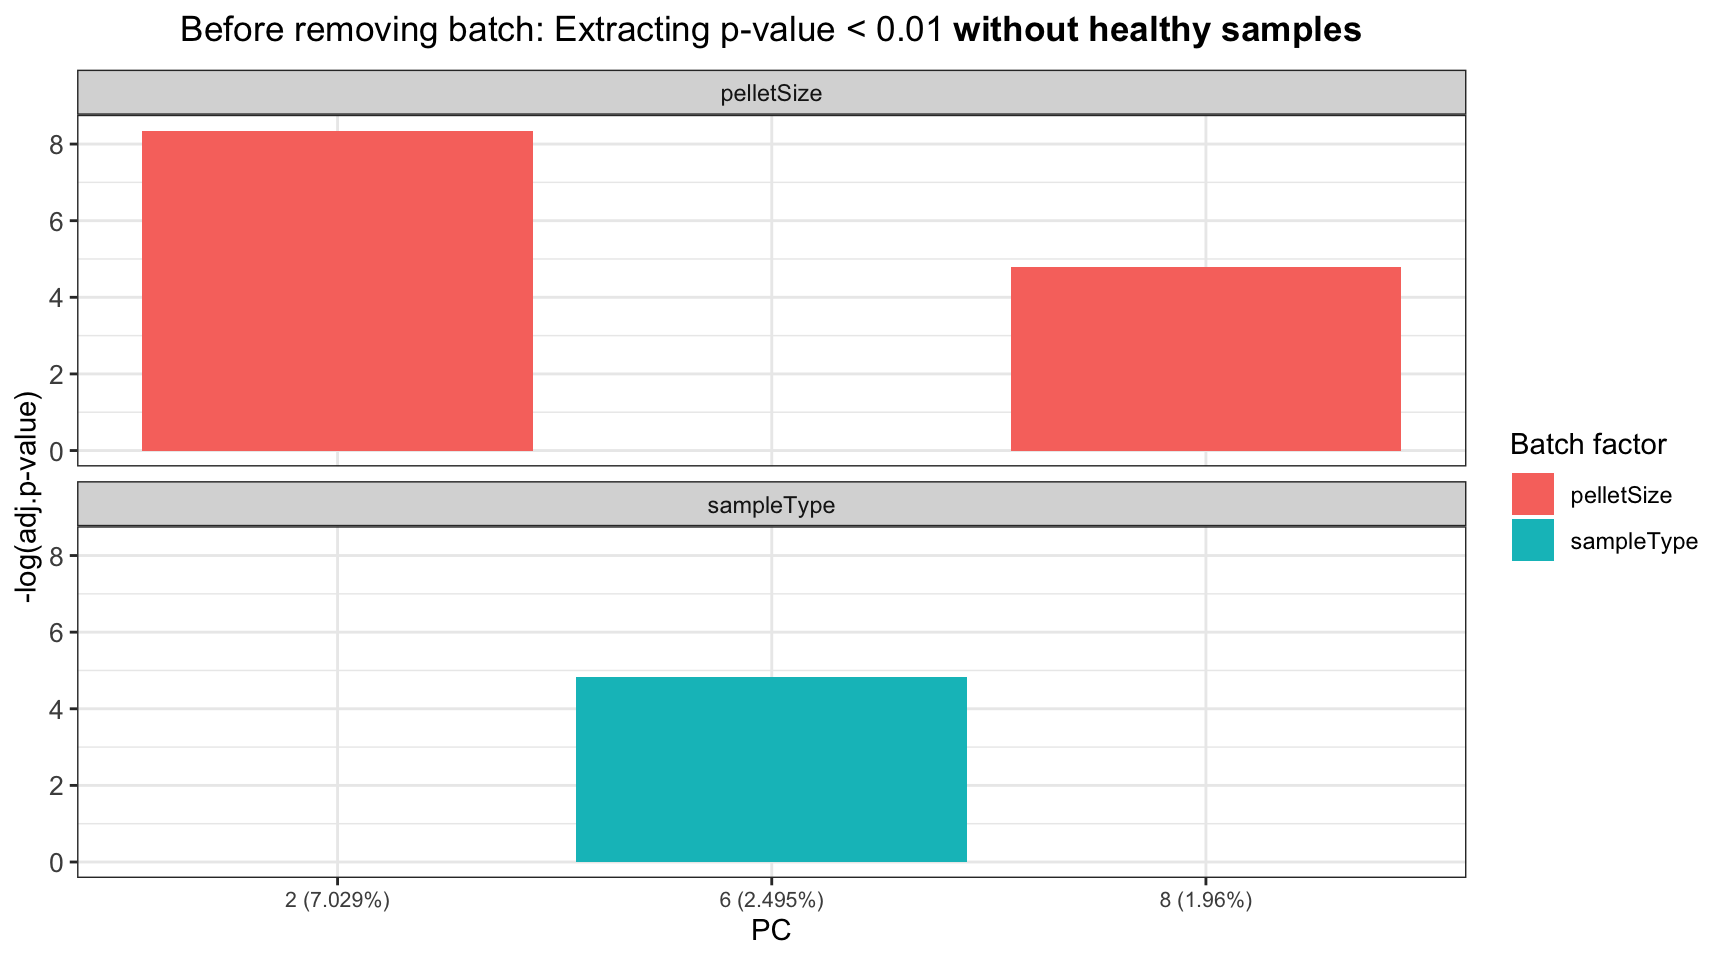 Before removing batch: Extracting p-value < 0.01 without healthy samples
pelletSize
8
6
4
2
0
sampleType
8
6
4
2
0
-log(adj.p-value)
2 (7.029%)
6 (2.495%)
8 (1.96%)
PC
Batch factor
pelletSize
sampleType